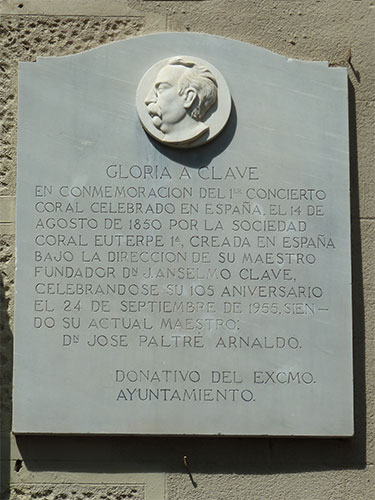 GLORIA A CLAVE
EN CONMEMORACION DEL 1ER CONCIERTO
CORAL CELEBRADO EN ESPAÑA, EL 14 DE
AGOSTO DE 1850 POR LA SOCIEDAD
CORAL EUTERPE 1ª, CREADA EN ESPAÑA
BAJO LA DIRECCION DE SU MAESTRO
FUNDADOR DN J. ANSELMO CLAVE,
CELEBRANDOSE SU 105 ANIVERSARIO
EL 24 DE SEPTIEMBRE DE 1955, SIEN-
DO SU ACTUAL MAESTRO:
DN JOSE PALTRE ARNALDO.
DONATIVO DEL EXCMO.
AYUNTAMIENTO.